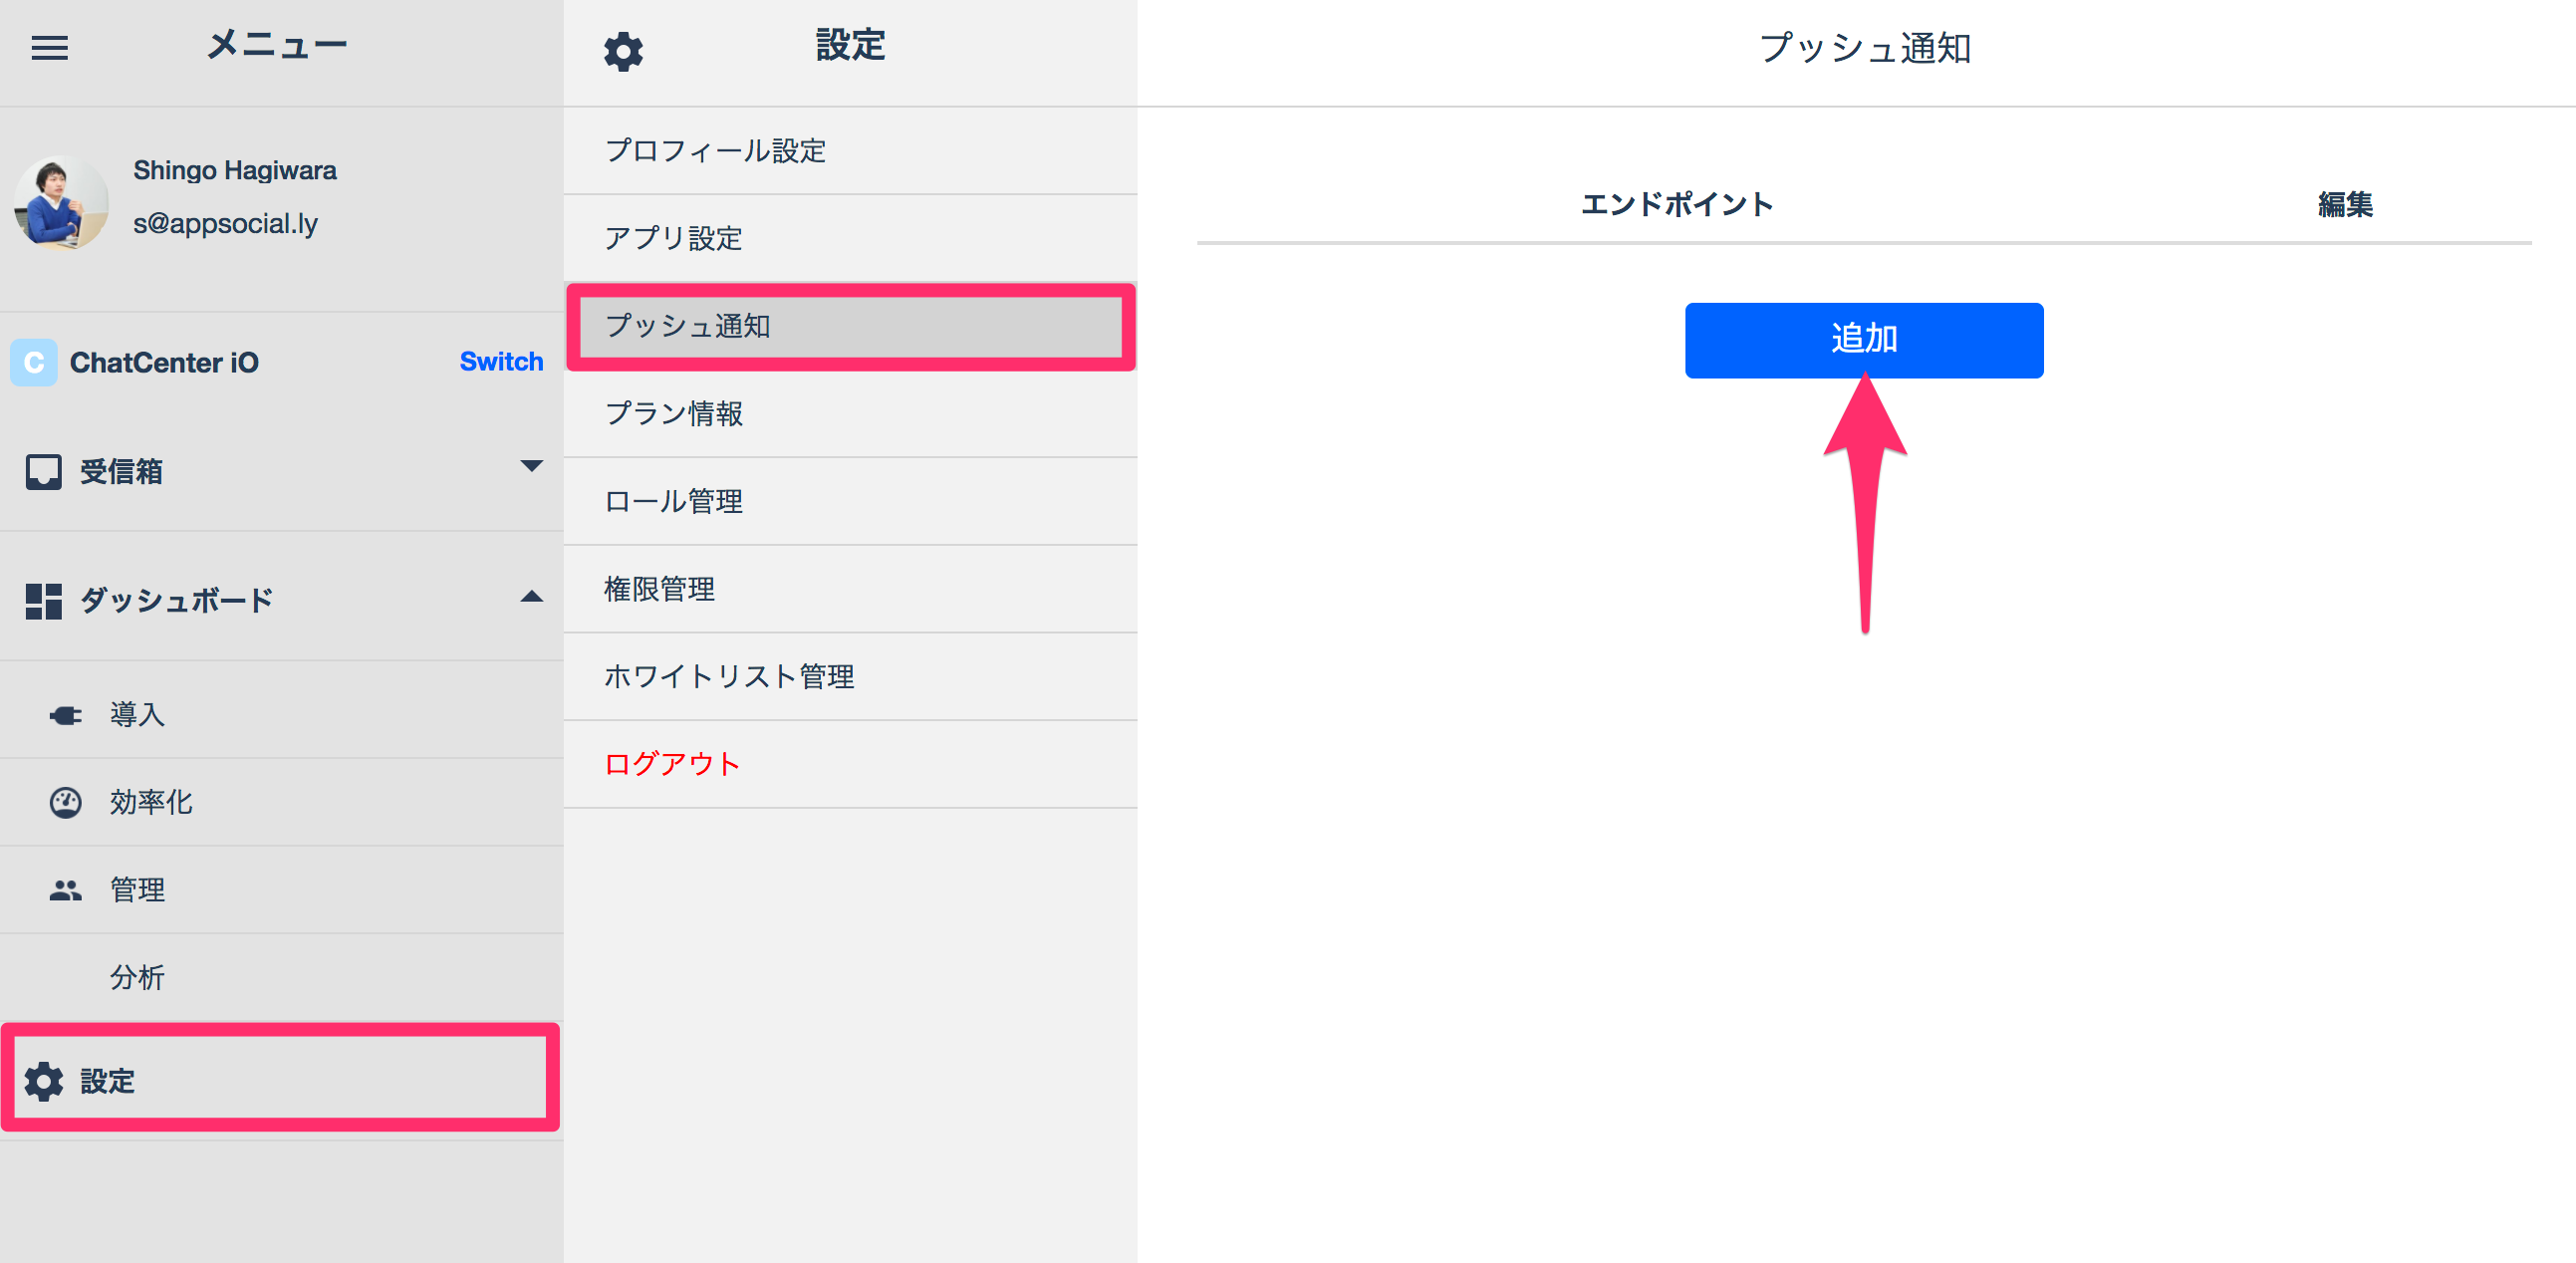 メニュー
Shingo Hagiwara
s@appsocial.ly
C ChatCenter iO Switch
受信箱
ダッシュボード
導入
効率化
管理
分析
設定
設定
プロフィール設定
アプリ設定
プッシュ通知
プラン情報
ロール管理
権限管理
ホワイトリスト管理
ログアウト
プッシュ通知
エンドポイント 編集
追加